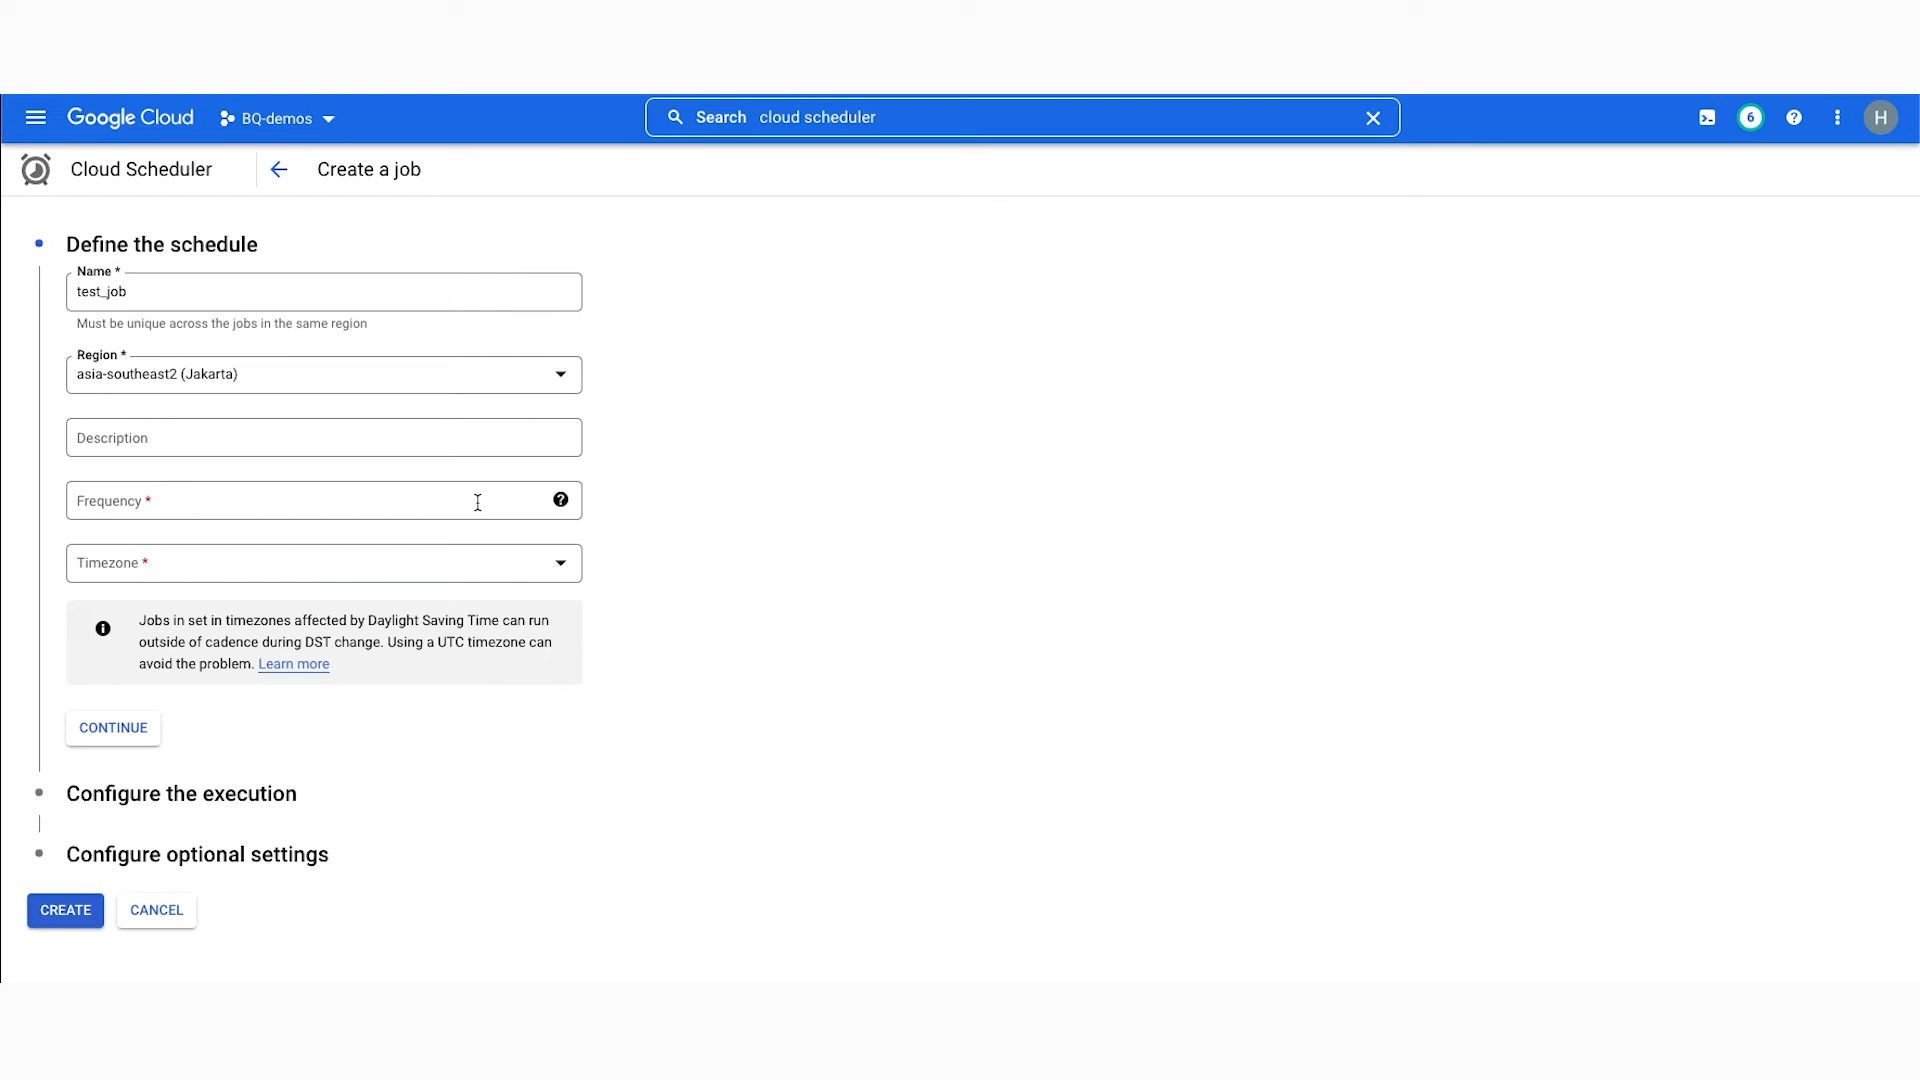 Google Cloud
BQ-demos
Search cloud scheduler
6
H
Cloud Scheduler
Create a job
Define the schedule
Name *
test_job
Must be unique across the jobs in the same region
Region *
asia-southeast2 (Jakarta)
Description
Frequency *
Timezone *
Jobs in set in timezones affected by Daylight Saving Time can run
outside of cadence during DST change. Using a UTC timezone can
avoid the problem. Learn more
CONTINUE
Configure the execution
Configure optional settings
CREATE
CANCEL